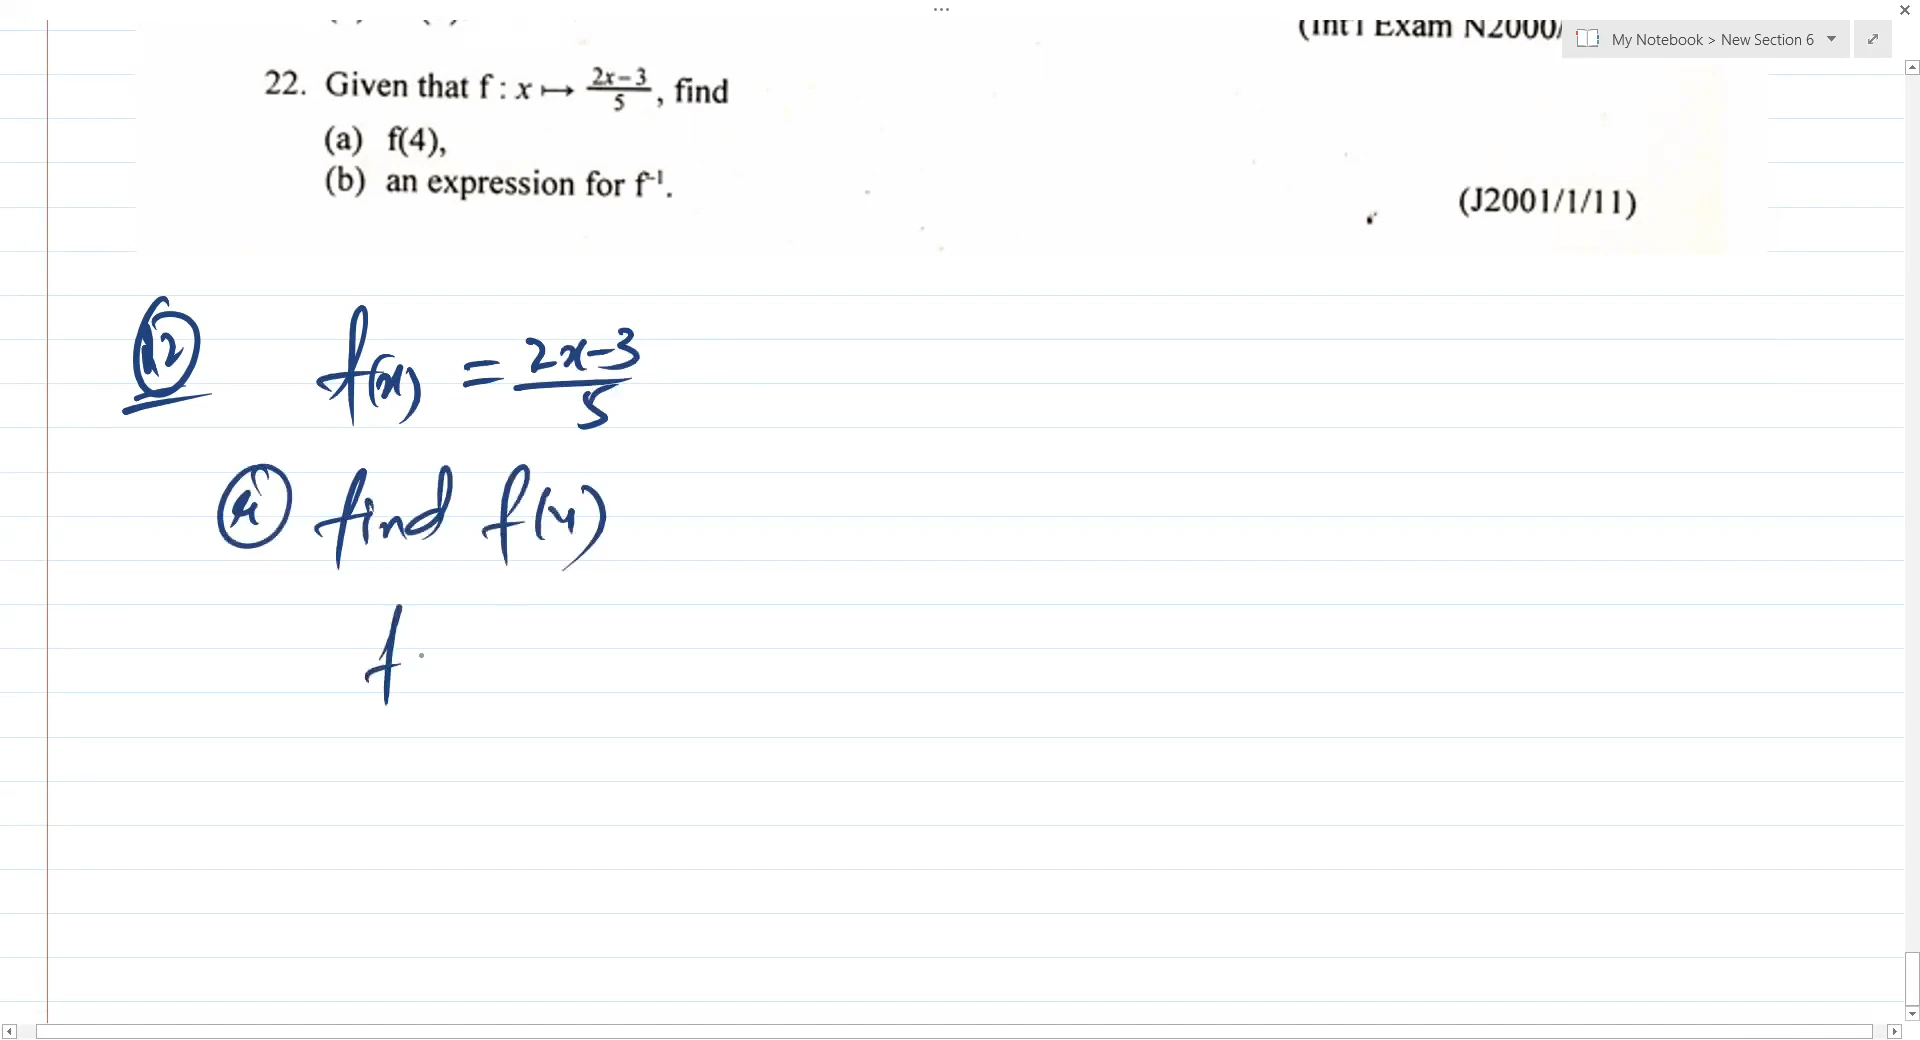 (Int'l Exam N2000/
My Notebook > New Section 6
22. Given that f : x ↦ 2x-3/5, find
(a) f(4),
(b) an expression for f⁻¹.
(J2001/1/11)
f(x) = 2x-3/5
find f(4)
f